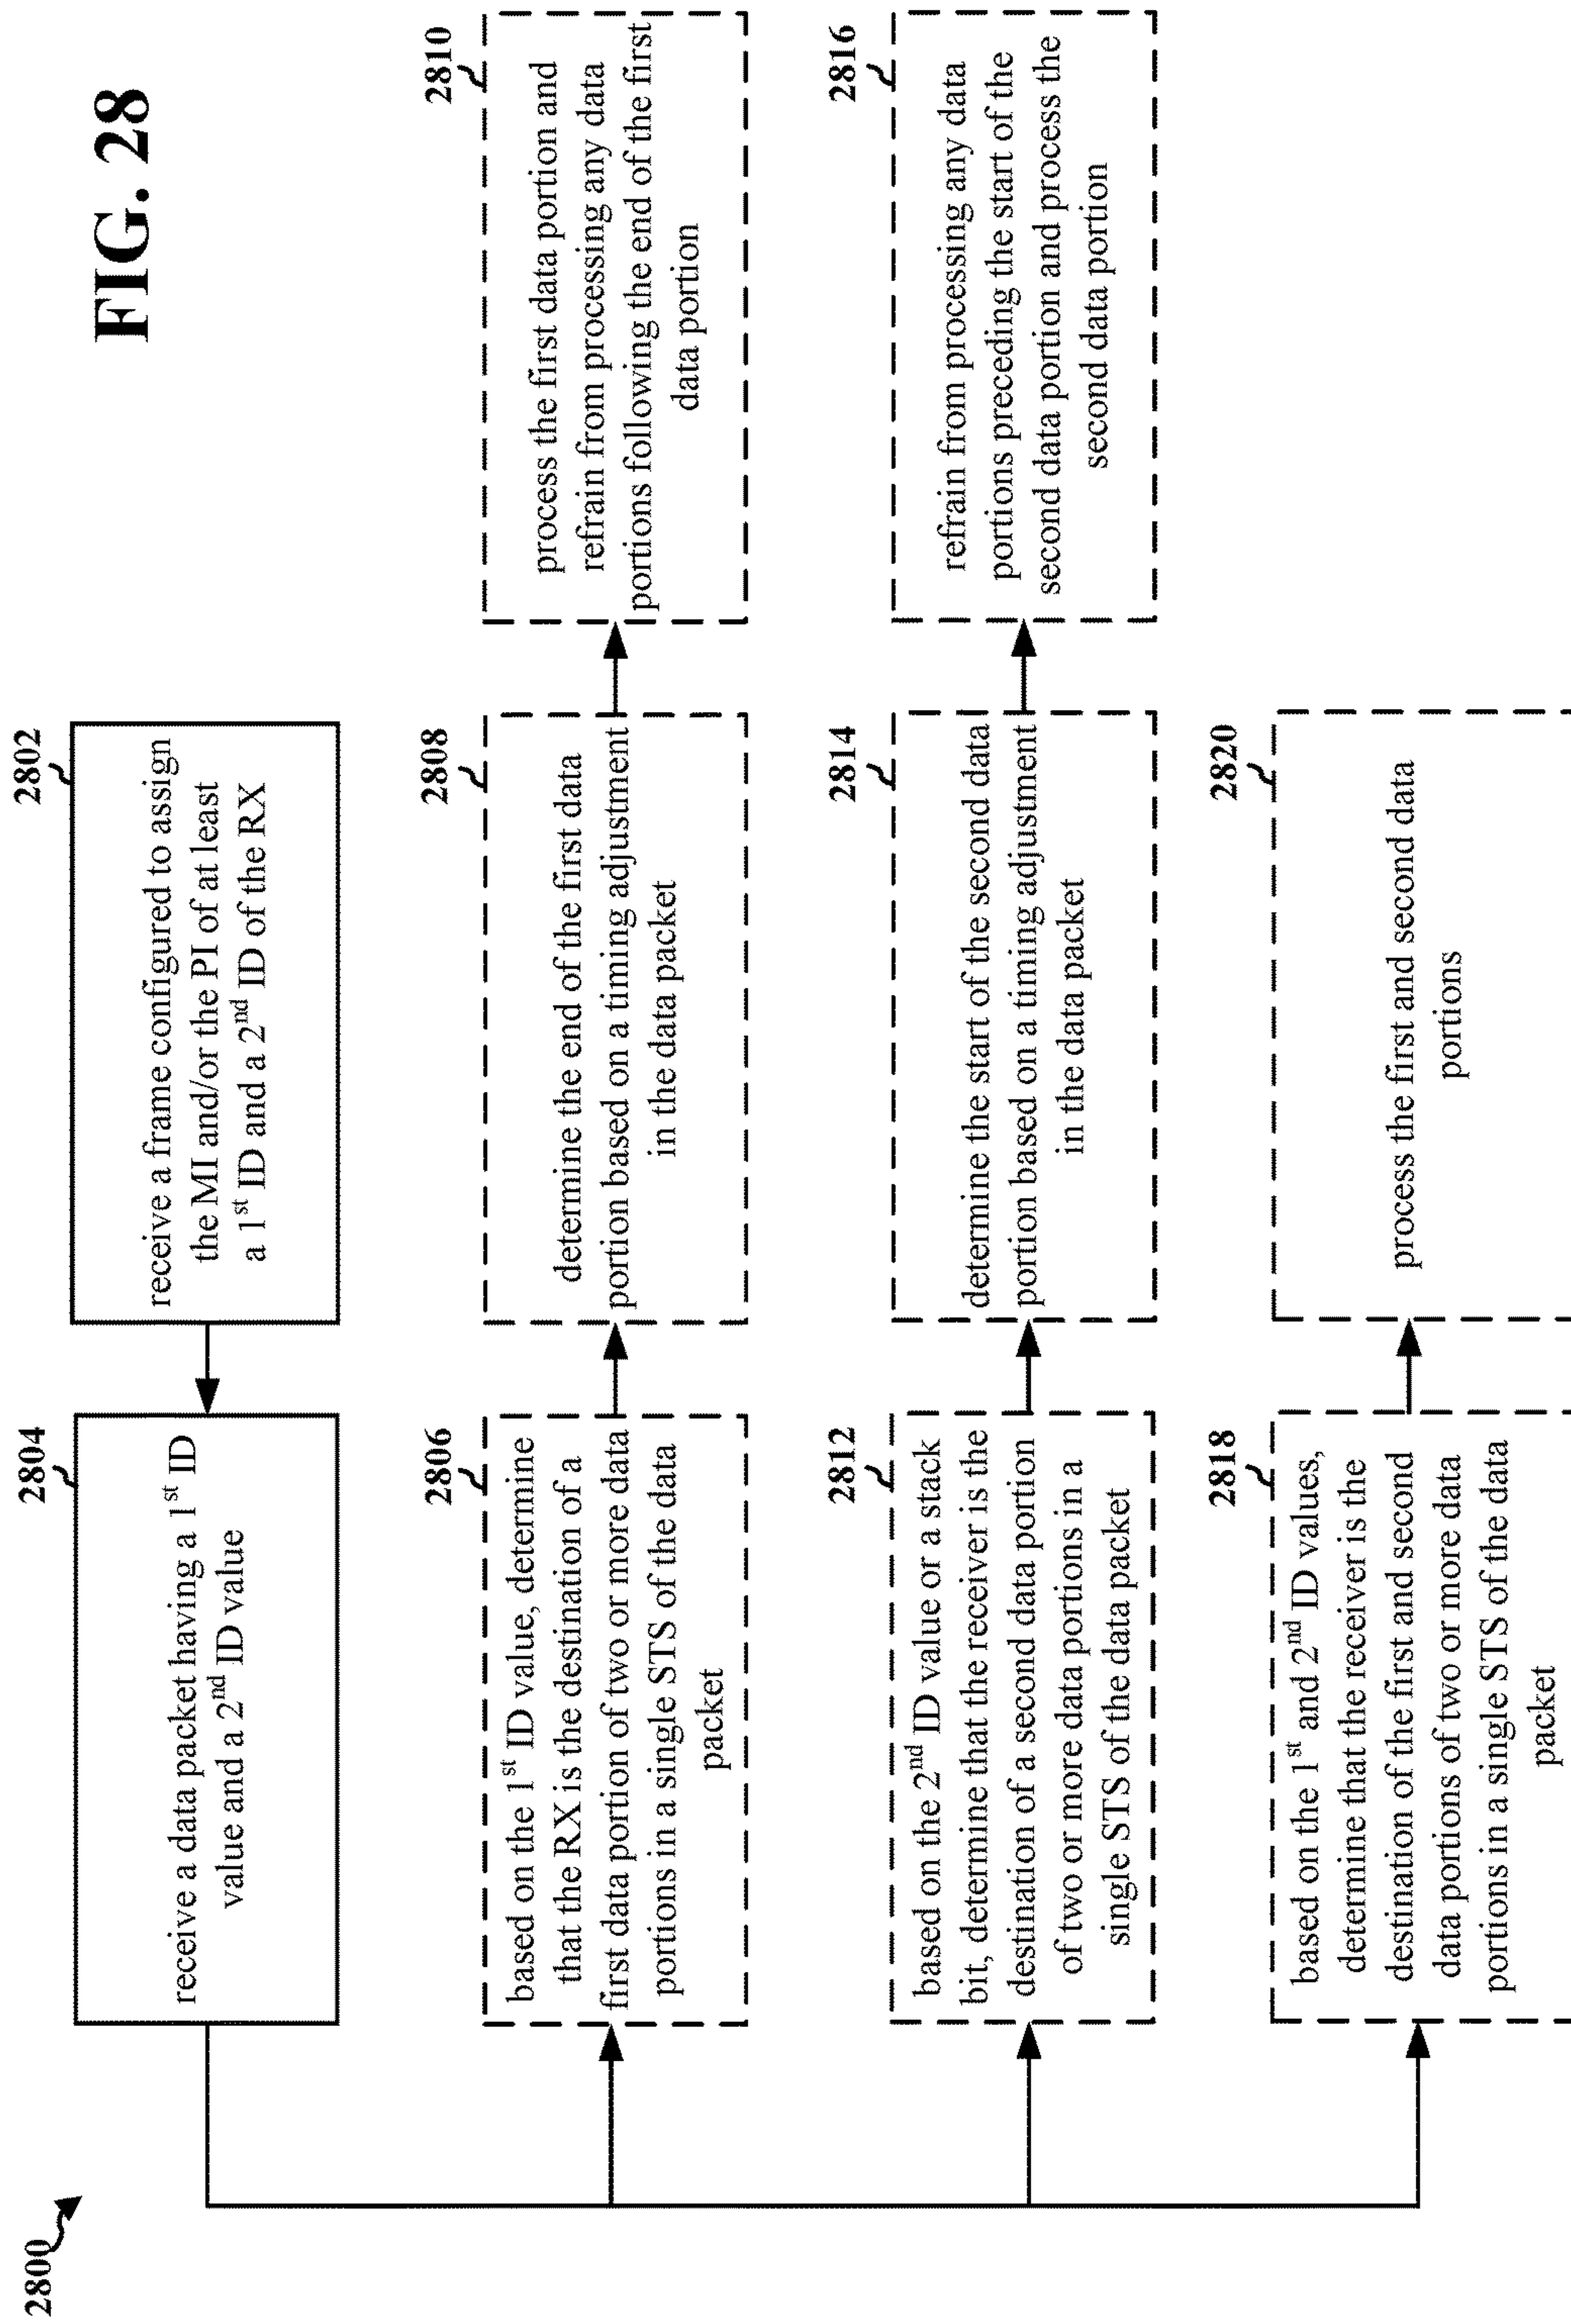 FIG. 28
2800
2802
receive a frame configured to assign
the MI and/or the PI of at least
a 1st ID and a 2nd ID of the RX
2804
receive a data packet having a 1st ID
value and a 2nd ID value
2806
based on the 1st ID value, determine
that the RX is the destination of a
first data portion of two or more data
portions in a single STS of the data
packet
2808
determine the end of the first data
portion based on a timing adjustment
in the data packet
2810
process the first data portion and
refrain from processing any data
portions following the end of the first
data portion
2812
based on the 2nd ID value or a stack
bit, determine that the receiver is the
destination of a second data portion
of two or more data portions in a
single STS of the data packet
2814
determine the start of the second data
portion based on a timing adjustment
in the data packet
2816
refrain from processing any data
portions preceding the start of the
second data portion and process the
second data portion
2818
based on the 1st and 2nd ID values,
determine that the receiver is the
destination of the first and second
data portions of two or more data
portions in a single STS of the data
packet
2820
process the first and second data
portions